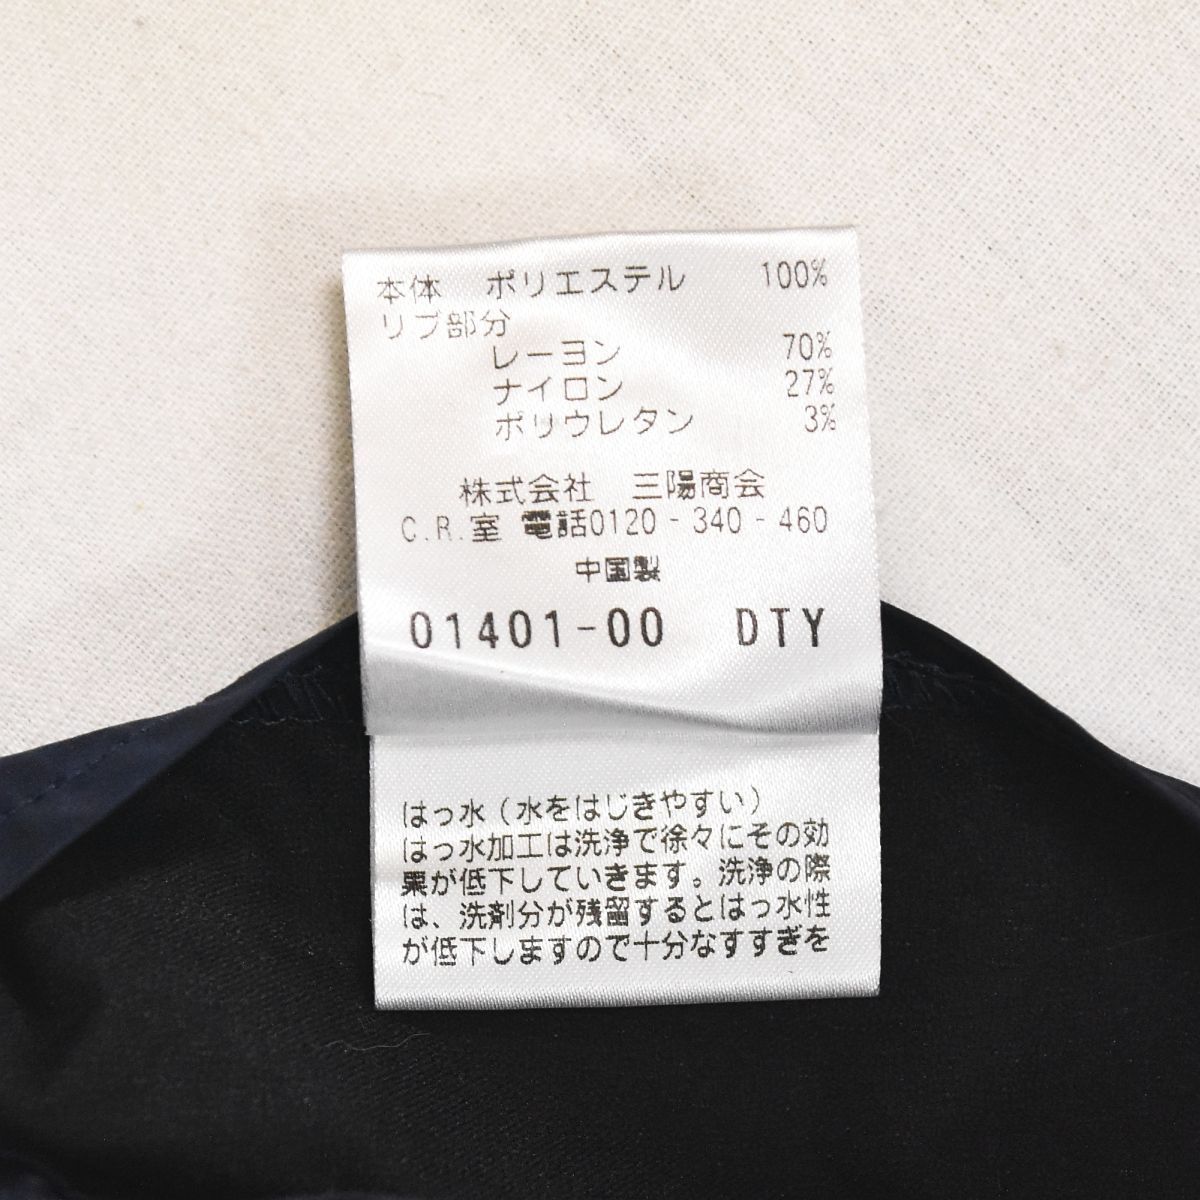 本体 ポリエステル 100%
リブ部分
レーヨン 70%
ナイロン 27%
ポリウレタン 3%
株式会社 三陽商会
C.R.室 電話0120-340-460
中国製
01401-00 DTY
はっ水(水をはじきやすい)
はっ水加工は洗浄で徐々にその効
果が低下していきます。洗浄の際
は、洗剤分が残留するとはっ水性
が低下しますので十分なすすぎを